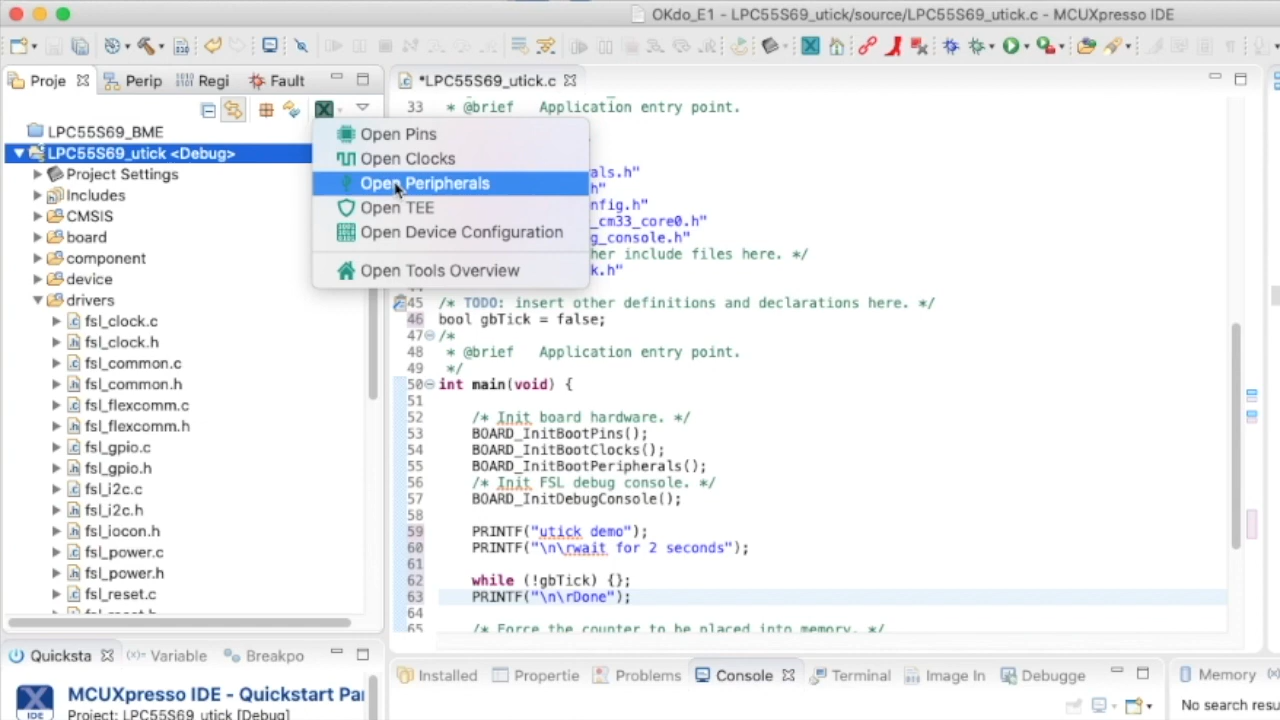 OKdo_E1 - LPC55S69_utick/source/LPC55S69_utick.c - MCUXpresso IDE
Proje
Perip
Regi
Fault
LPC55S69_BME
LPC55S69_utick <Debug>
Project Settings
Includes
CMSIS
board
component
device
drivers
fsl_clock.c
fsl_clock.h
fsl_common.c
fsl_common.h
fsl_flexcomm.c
fsl_flexcomm.h
fsl_gpio.c
fsl_gpio.h
fsl_i2c.c
fsl_i2c.h
fsl_iocon.h
fsl_power.c
fsl_power.h
fsl_reset.c
fsl_reset.h
Open Pins
Open Clocks
Open Peripherals
Open TEE
Open Device Configuration
Open Tools Overview
*LPC55S69_utick.c
33 * @brief Application entry point.
als.h"
h"
nfig.h"
_cm33_core0.h"
g_console.h"
her include files here. */
k.h"
45 /* TODO: insert other definitions and declarations here. */
46 bool gbTick = false;
47 /*
48 * @brief Application entry point.
49 */
50 int main(void) {
51
52 /* Init board hardware. */
53 BOARD_InitBootPins();
54 BOARD_InitBootClocks();
55 BOARD_InitBootPeripherals();
56 /* Init FSL debug console. */
57 BOARD_InitDebugConsole();
58
59 PRINTF("utick demo");
60 PRINTF("\n\rwait for 2 seconds");
61
62 while (!gbTick) {};
63 PRINTF("\n\rDone");
64
65 /* Force the counter to be placed into memory. */
Quicksta
(x)= Variable
Breakpo
MCUXpresso IDE - Quickstart Pan
IDE
Project: LPC55S69_utick [Debug]
Installed
Propertie
Problems
Console
Terminal
Image In
Debugge
Memory
No search resu